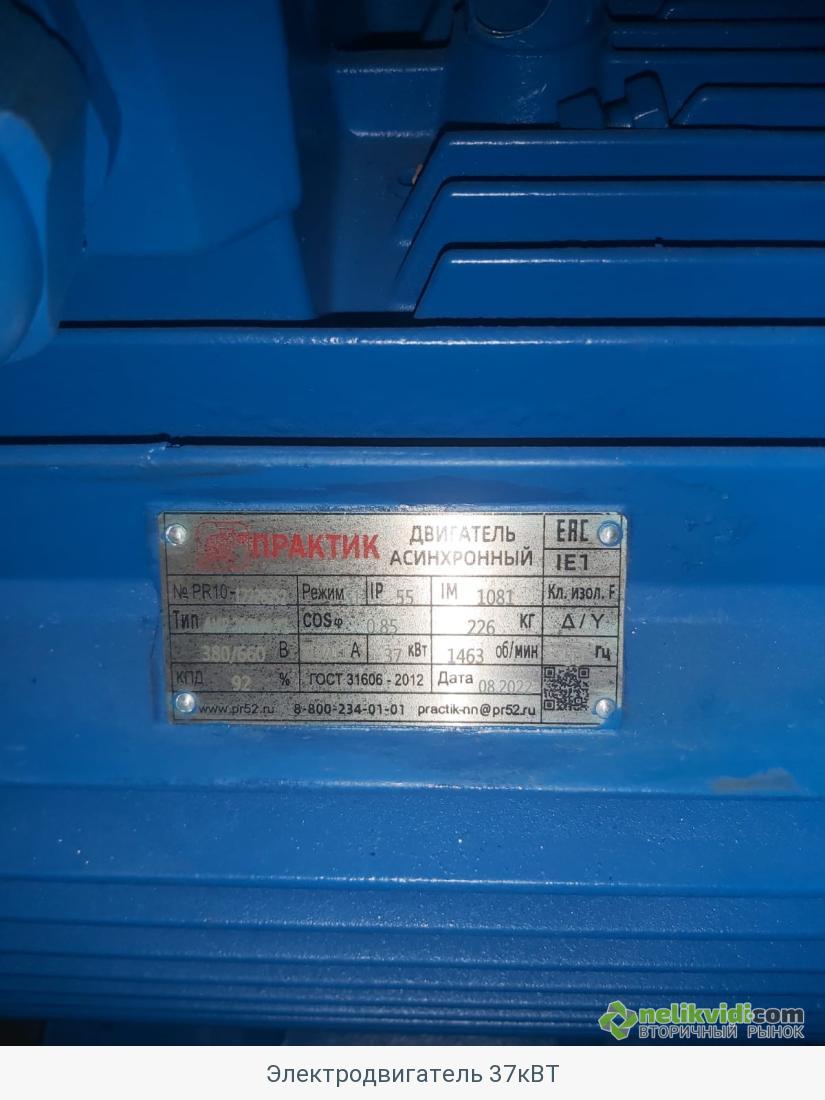 ПРАКТИК ДВИГАТЕЛЬ АСИНХРОННЫЙ EAC
IE1
№ PR10- Режим IP 55 IM 1081 Кл. изол. F
Тип COSφ 0.85 226 кг Δ/Y
380/660 В А 37 кВт 1463 об/мин гц
КПД 92 % ГОСТ 31606 - 2012 Дата 08.2022
www.pr52.ru 8-800-234-01-01 practik-nn@pr52.ru
nelikvidi.com
ВТОРИЧНЫЙ РЫНОК
Электродвигатель 37кВТ